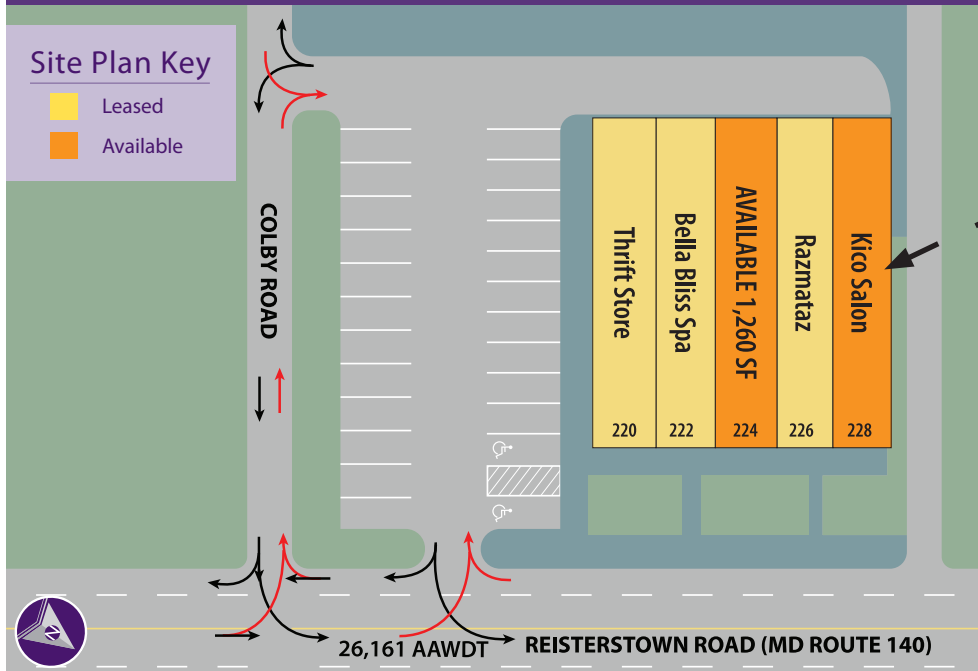 Site Plan Key
Leased
Available
COLBY ROAD
Thrift Store
220
Bella Bliss Spa
222
AVAILABLE 1,260 SF
224
Razmataz
226
Kico Salon
228
26,161 AAWDT
REISTERSTOWN ROAD (MD ROUTE 140)
N